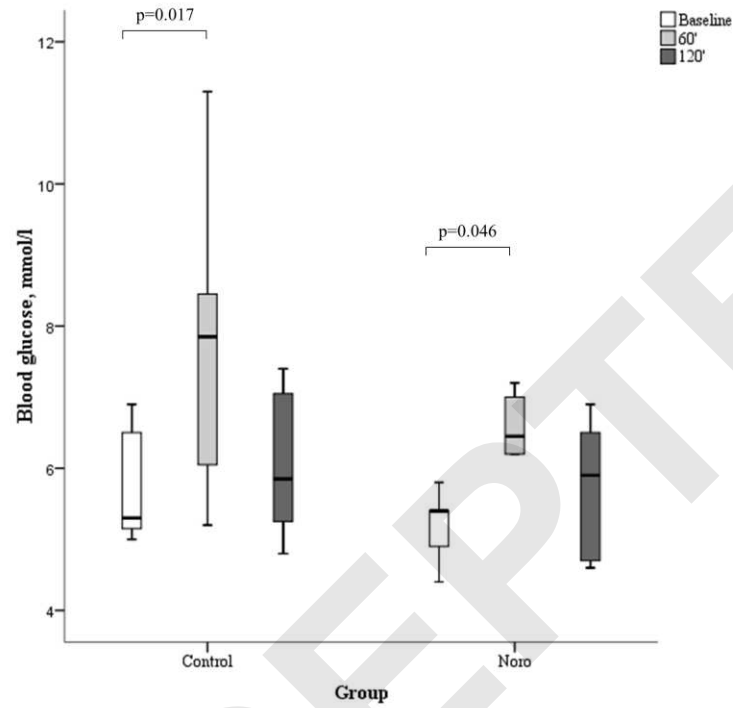 p=0.017
Baseline
60'
120'
12
10
p=0.046
8
6
4
Blood glucose, mmol/l
Control
Noro
Group